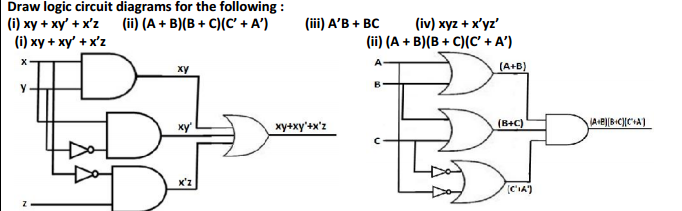 Draw logic circuit diagrams for the following :
(i) xy + xy' + x'z (ii) (A + B)(B + C)(C' + A') (iii) A'B + BC (iv) xyz + x'yz'
(i) xy + xy' + x'z (ii) (A + B)(B + C)(C' + A')
x
y
z
xy
xy'
x'z
xy+xy'+x'z
A
B
C
(A+B)
(B+C)
(C'+A')
(A+B)(B+C)(C'+A')